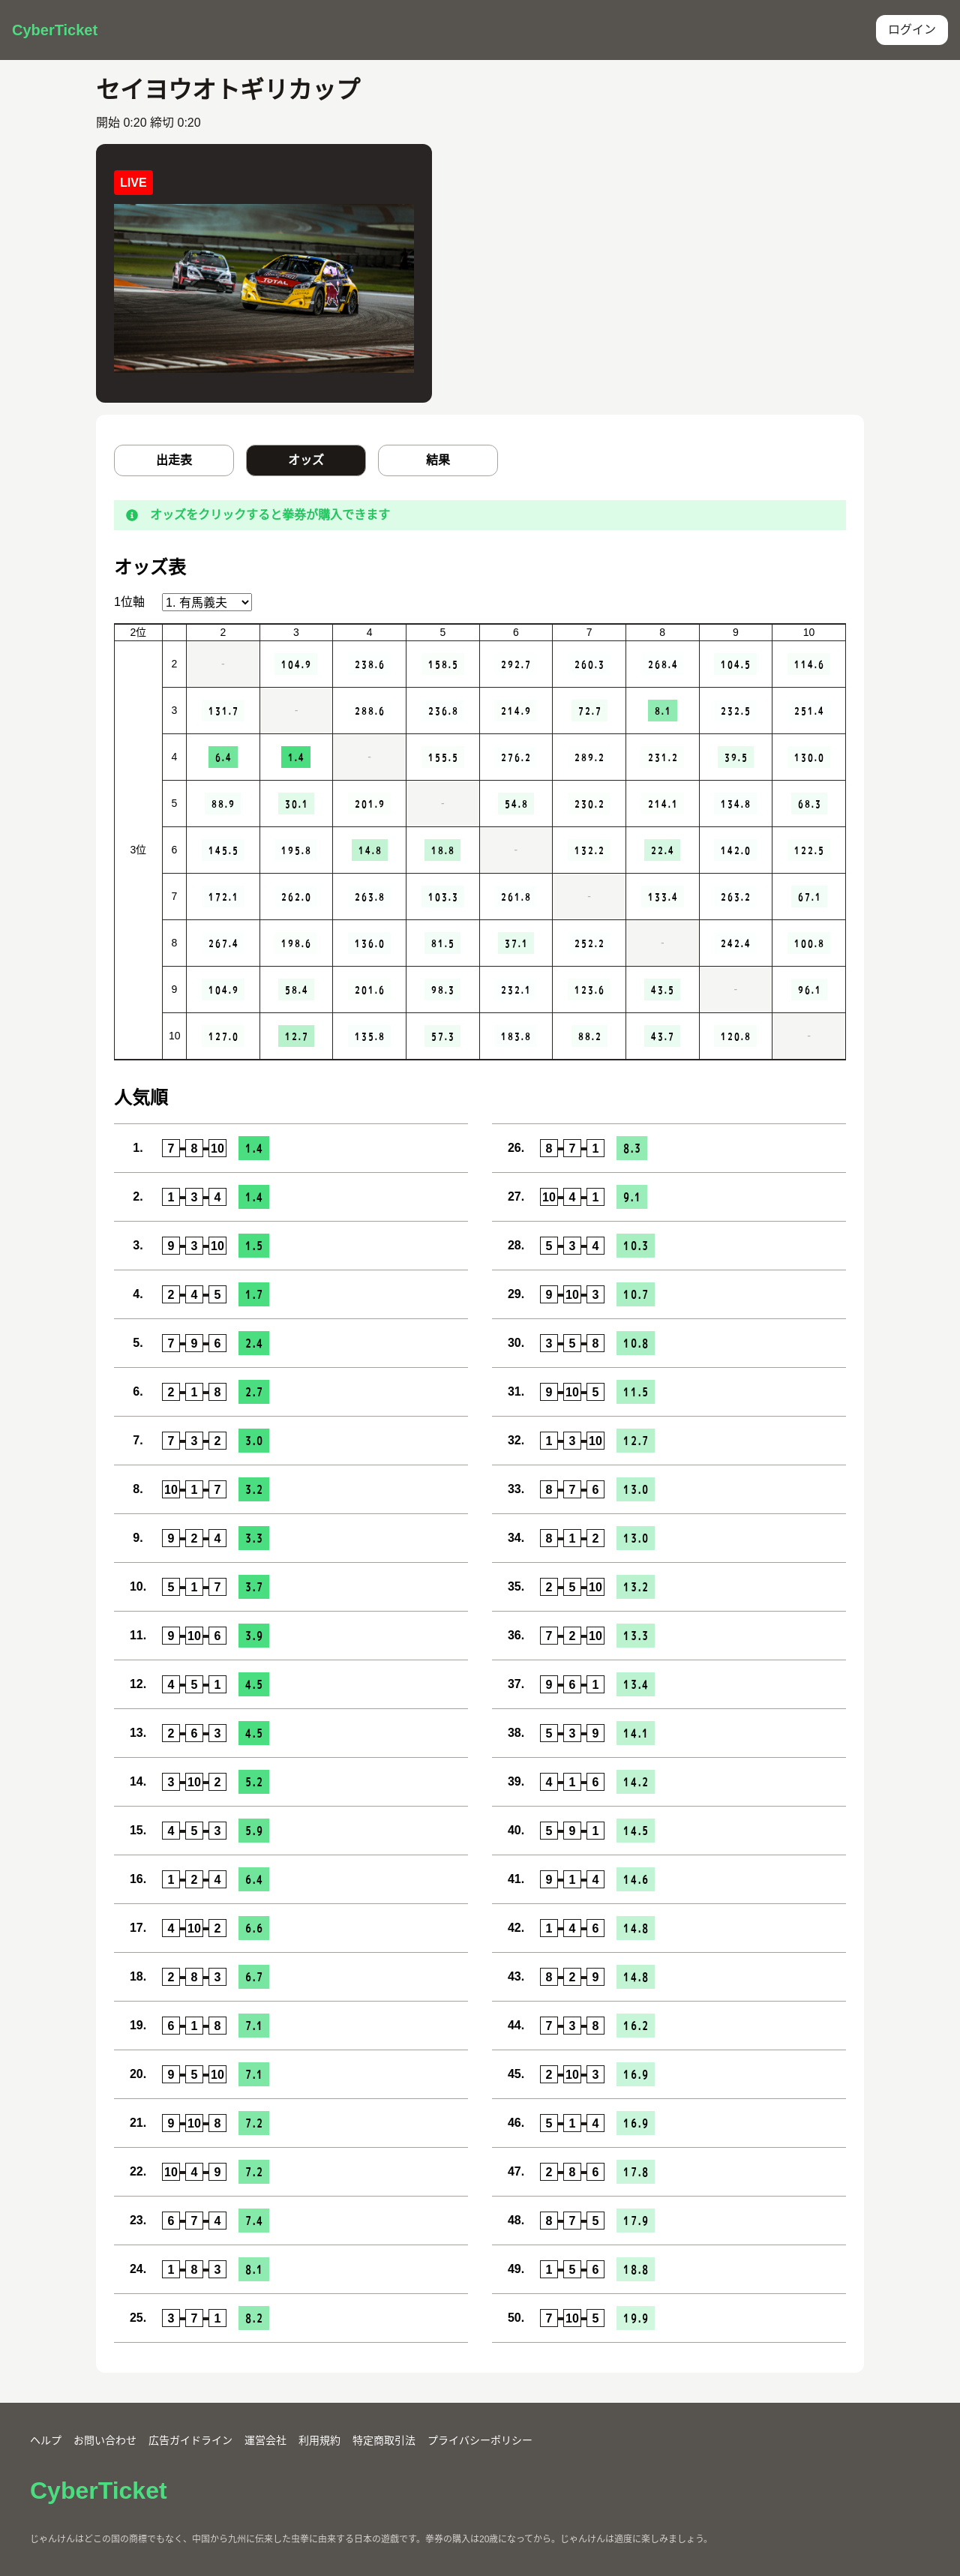 CyberTicket
ログイン
セイヨウオトギリカップ
開始 0:20 締切 0:20
LIVE
TOTAL
出走表 オッズ 結果
オッズをクリックすると拳券が購入できます
オッズ表
1位軸 1. 有馬義夫
2位 2 3 4 5 6 7 8 9 10
2 - 104.9 238.6 158.5 292.7 260.3 268.4 104.5 114.6
3 131.7 - 288.6 236.8 214.9 72.7 8.1 232.5 251.4
4 6.4 1.4 - 155.5 276.2 289.2 231.2 39.5 130.0
5 88.9 30.1 201.9 - 54.8 230.2 214.1 134.8 68.3
3位 6 145.5 195.8 14.8 18.8 - 132.2 22.4 142.0 122.5
7 172.1 262.0 263.8 103.3 261.8 - 133.4 263.2 67.1
8 267.4 198.6 136.0 81.5 37.1 252.2 - 242.4 100.8
9 104.9 58.4 201.6 98.3 232.1 123.6 43.5 - 96.1
10 127.0 12.7 135.8 57.3 183.8 88.2 43.7 120.8 -
人気順
1. 7-8-10 1.4
2. 1-3-4 1.4
3. 9-3-10 1.5
4. 2-4-5 1.7
5. 7-9-6 2.4
6. 2-1-8 2.7
7. 7-3-2 3.0
8. 10-1-7 3.2
9. 9-2-4 3.3
10. 5-1-7 3.7
11. 9-10-6 3.9
12. 4-5-1 4.5
13. 2-6-3 4.5
14. 3-10-2 5.2
15. 4-5-3 5.9
16. 1-2-4 6.4
17. 4-10-2 6.6
18. 2-8-3 6.7
19. 6-1-8 7.1
20. 9-5-10 7.1
21. 9-10-8 7.2
22. 10-4-9 7.2
23. 6-7-4 7.4
24. 1-8-3 8.1
25. 3-7-1 8.2
26. 8-7-1 8.3
27. 10-4-1 9.1
28. 5-3-4 10.3
29. 9-10-3 10.7
30. 3-5-8 10.8
31. 9-10-5 11.5
32. 1-3-10 12.7
33. 8-7-6 13.0
34. 8-1-2 13.0
35. 2-5-10 13.2
36. 7-2-10 13.3
37. 9-6-1 13.4
38. 5-3-9 14.1
39. 4-1-6 14.2
40. 5-9-1 14.5
41. 9-1-4 14.6
42. 1-4-6 14.8
43. 8-2-9 14.8
44. 7-3-8 16.2
45. 2-10-3 16.9
46. 5-1-4 16.9
47. 2-8-6 17.8
48. 8-7-5 17.9
49. 1-5-6 18.8
50. 7-10-5 19.9
ヘルプ お問い合わせ 広告ガイドライン 運営会社 利用規約 特定商取引法 プライバシーポリシー
CyberTicket
じゃんけんはどこの国の商標でもなく、中国から九州に伝来した虫拳に由来する日本の遊戯です。拳券の購入は20歳になってから。じゃんけんは適度に楽しみましょう。